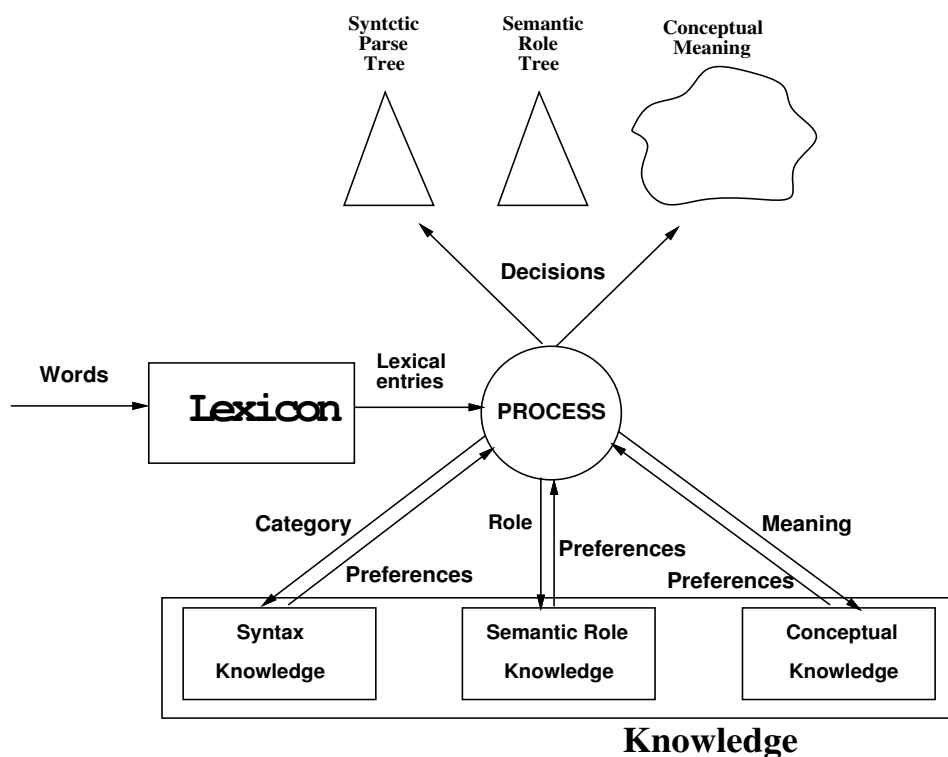 Syntctic
Parse
Tree
Semantic
Role
Tree
Conceptual
Meaning
Decisions
Words
Lexicon
Lexical
entries
PROCESS
Category
Role
Meaning
Preferences
Preferences
Preferences
Syntax
Knowledge
Semantic Role
Knowledge
Conceptual
Knowledge
Knowledge